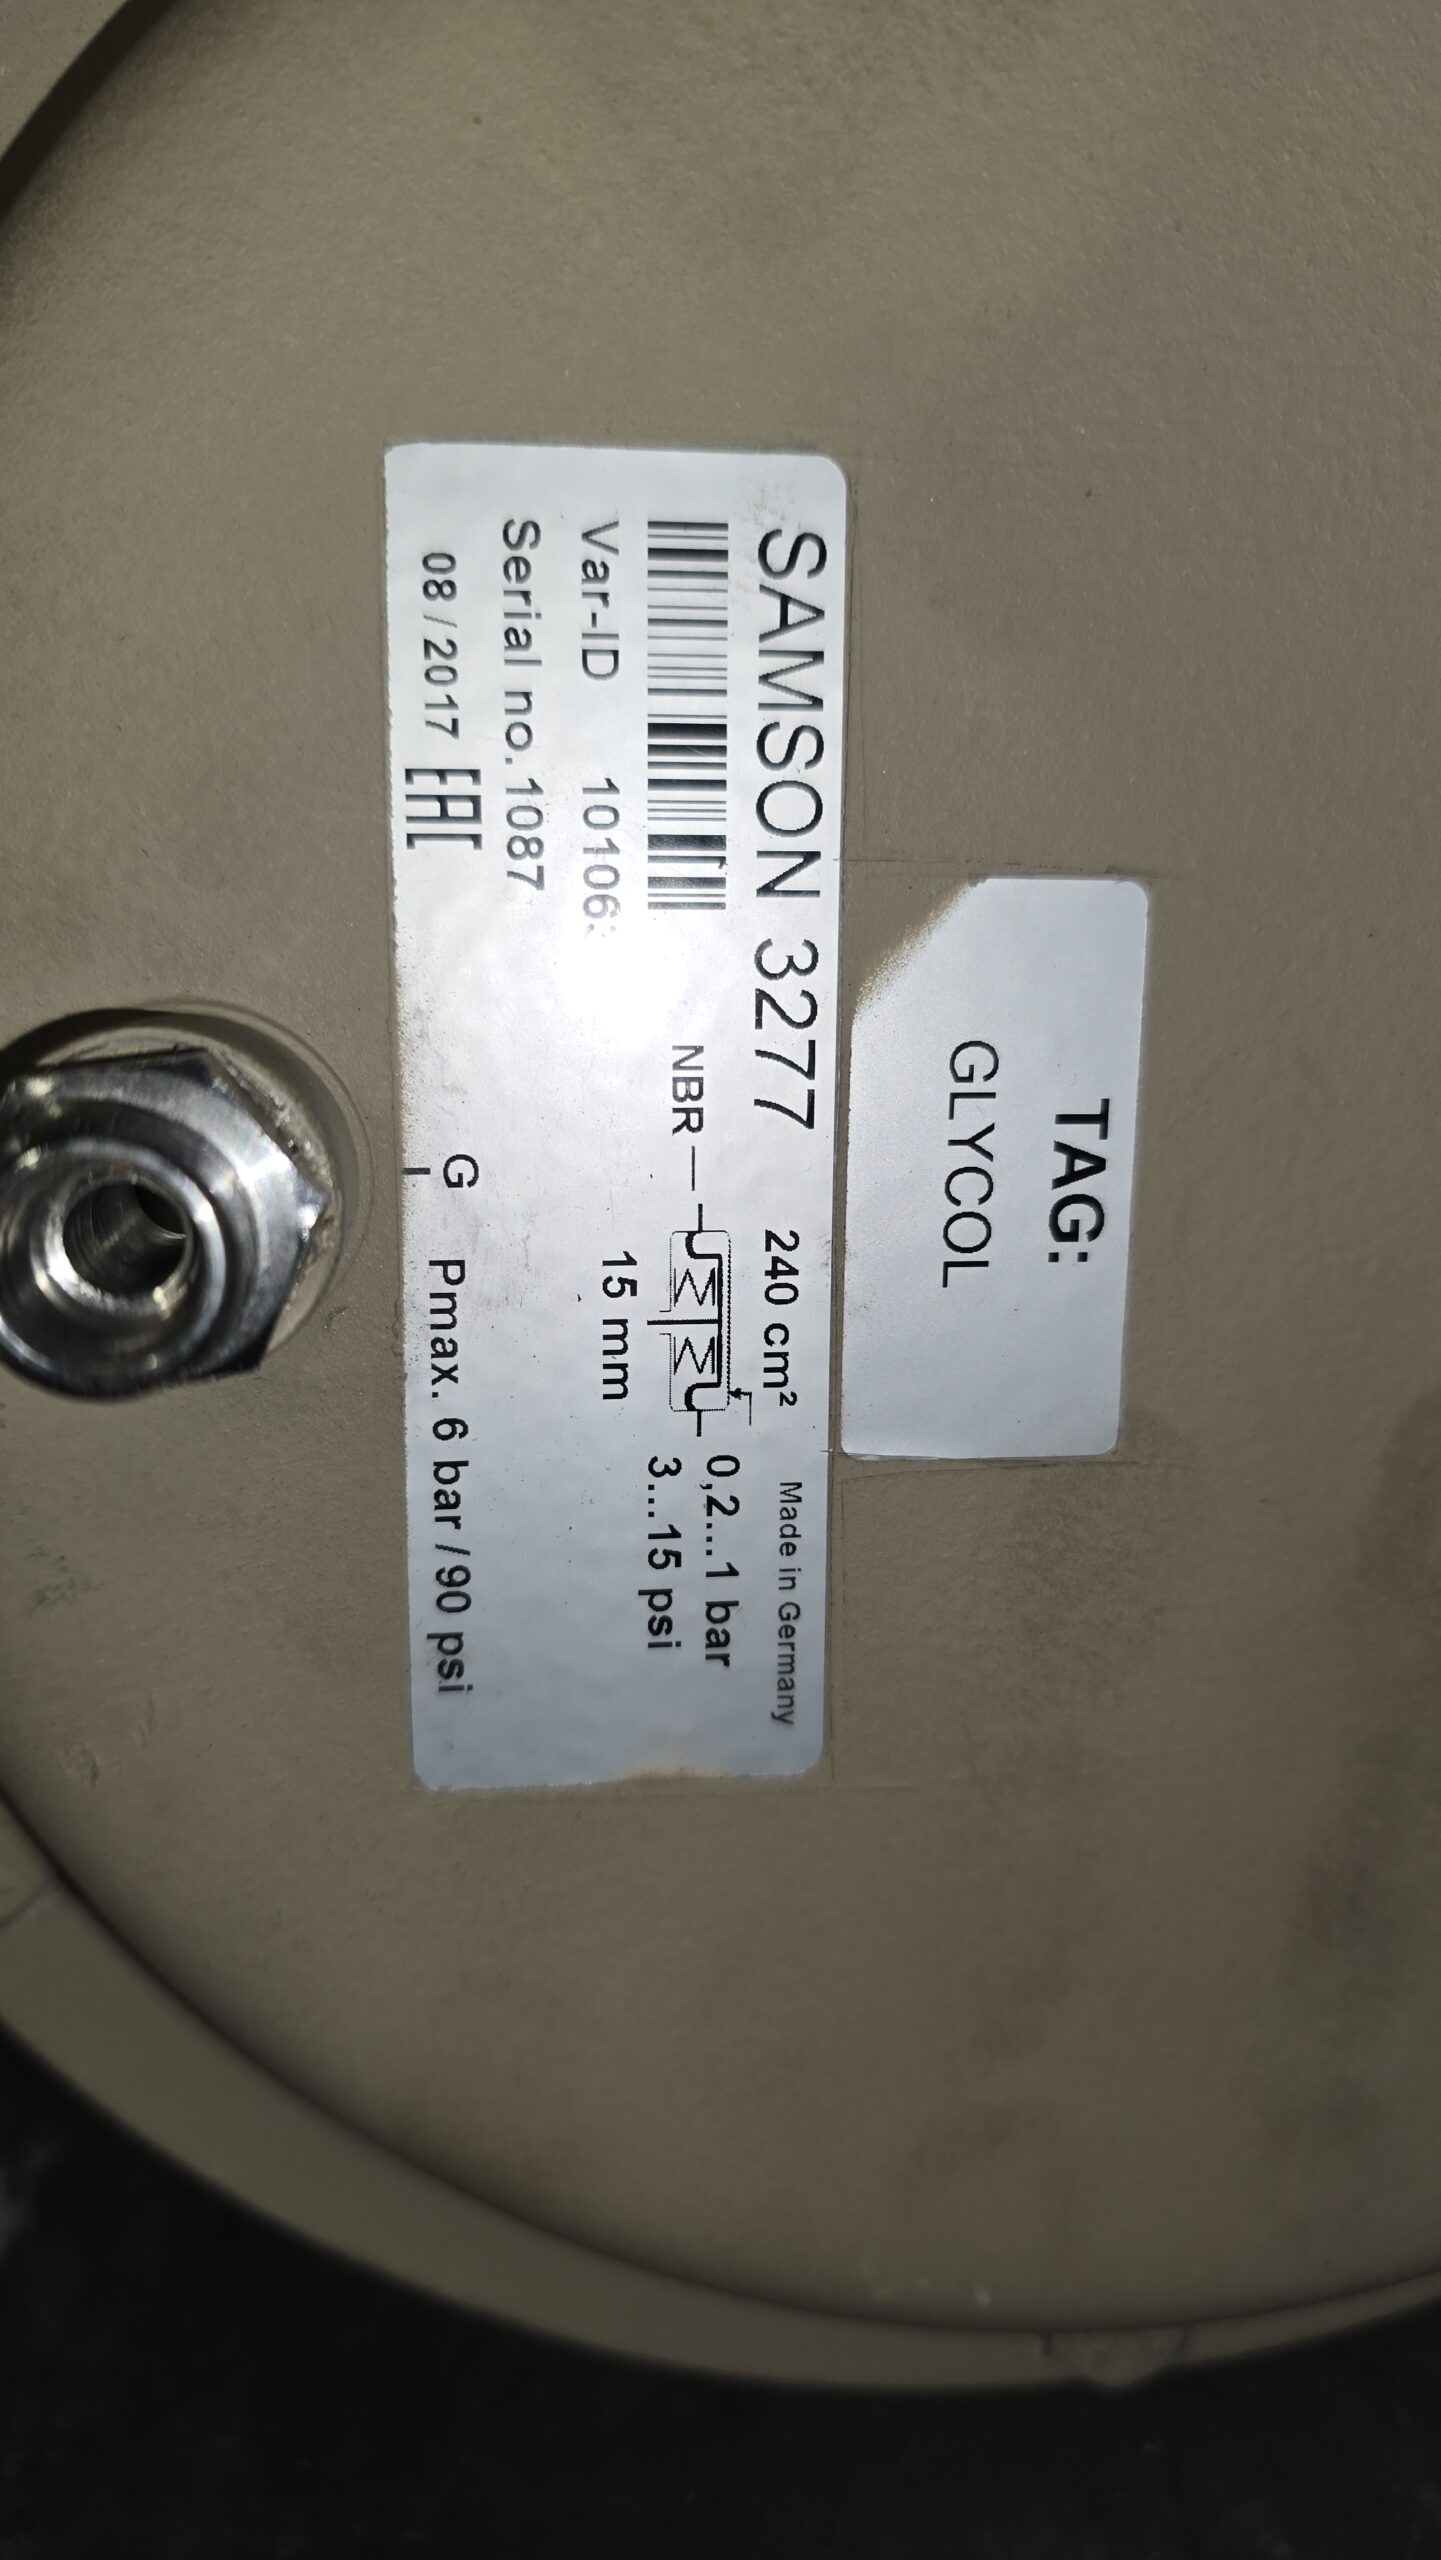 TAG:
GLYCOL
SAMSON 3277
240 cm²
Made in Germany
NBR
0,2...1 bar
3...15 psi
Var-ID
15 mm
Serial no.1087
08/2017 EAC
G Pmax. 6 bar / 90 psi